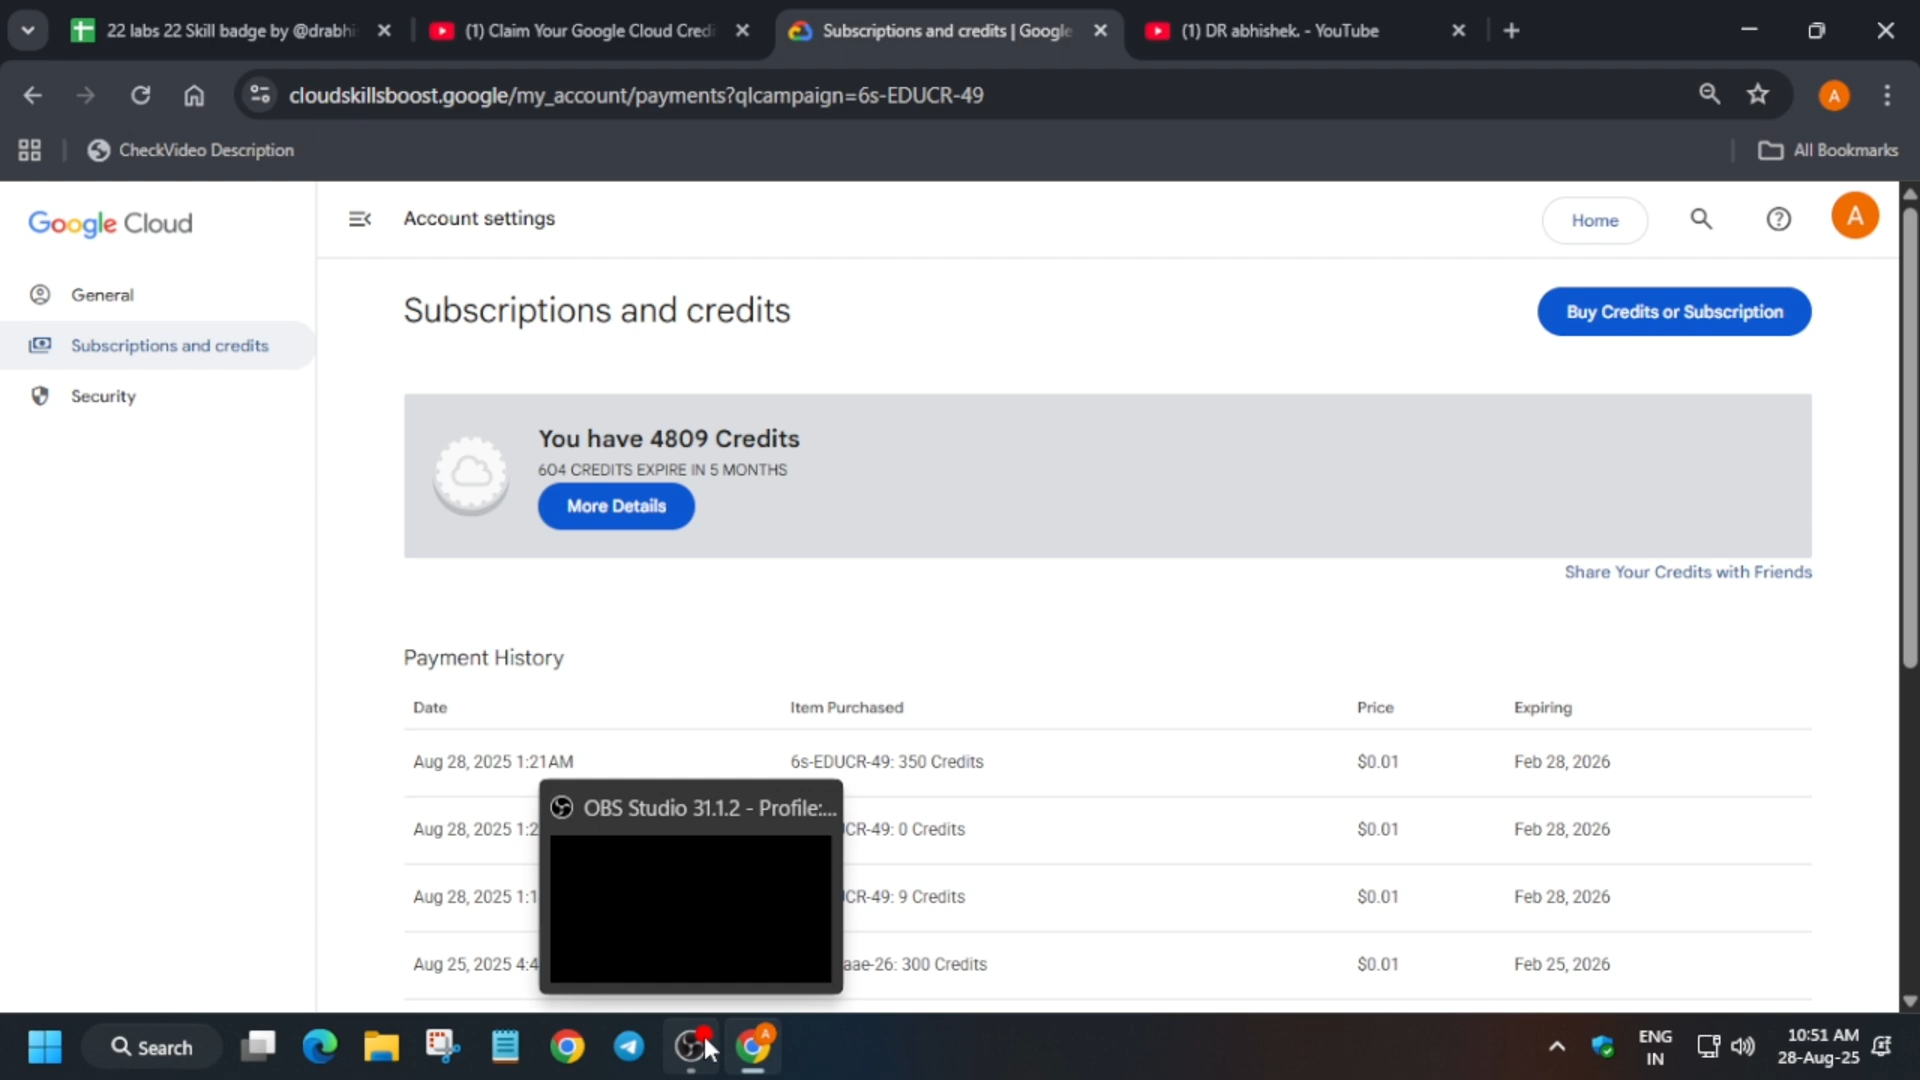 22 labs 22 Skill badge by @drabhi
(1) Claim Your Google Cloud Credi
Subscriptions and credits | Google
(1) DR abhishek. - YouTube
cloudskillsboost.google/my_account/payments?qlcampaign=6s-EDUCR-49
A
CheckVideo Description
All Bookmarks
Google Cloud
Account settings
Home
A
General
Subscriptions and credits
Security
Subscriptions and credits
Buy Credits or Subscription
You have 4809 Credits
604 CREDITS EXPIRE IN 5 MONTHS
More Details
Share Your Credits with Friends
Payment History
Date Item Purchased Price Expiring
Aug 28, 2025 1:21AM 6s-EDUCR-49: 350 Credits $0.01 Feb 28, 2026
OBS Studio 31.1.2 - Profile:...
Aug 28, 2025 1:2 CR-49: 0 Credits $0.01 Feb 28, 2026
Aug 28, 2025 1:1 CR-49: 9 Credits $0.01 Feb 28, 2026
Aug 25, 2025 4:4 aae-26: 300 Credits $0.01 Feb 25, 2026
Search
A
ENG
IN
10:51 AM
28-Aug-25